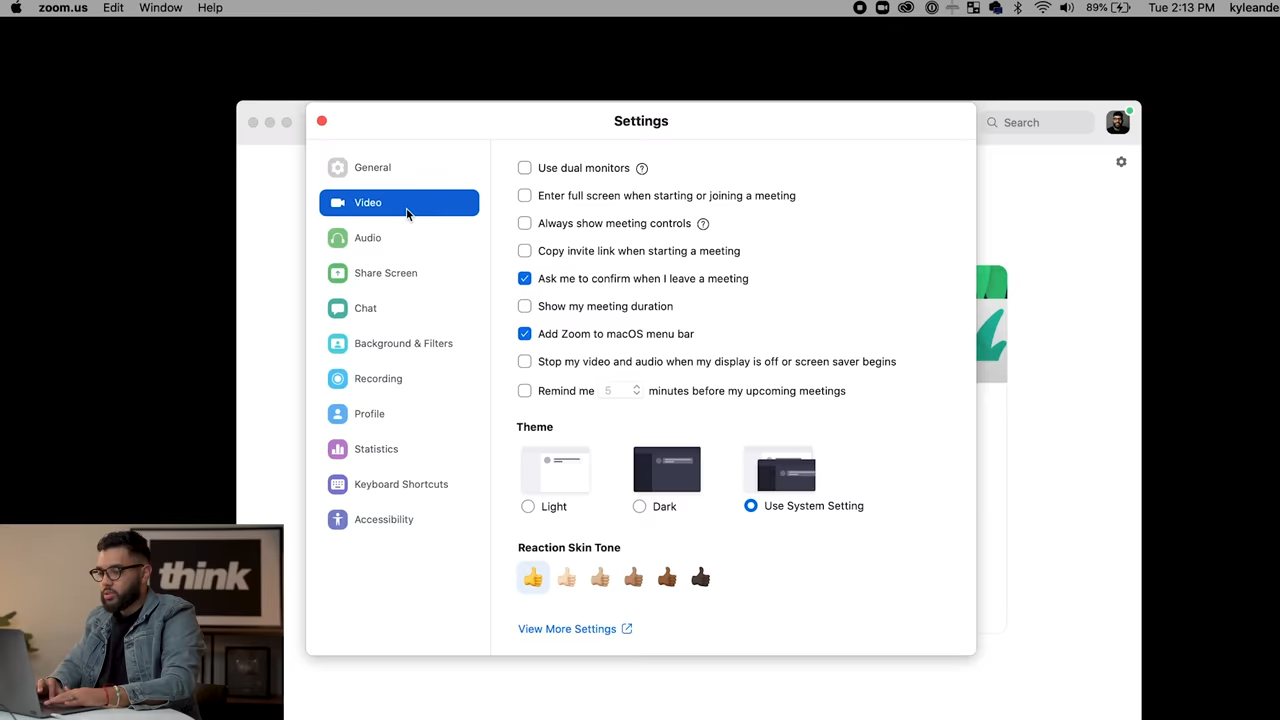 zoom.us Edit Window Help 89% Tue 2:13 PM kyleande
Settings
Search
General
Video
Audio
Share Screen
Chat
Background & Filters
Recording
Profile
Statistics
Keyboard Shortcuts
Accessibility
Use dual monitors ?
Enter full screen when starting or joining a meeting
Always show meeting controls ?
Copy invite link when starting a meeting
Ask me to confirm when I leave a meeting
Show my meeting duration
Add Zoom to macOS menu bar
Stop my video and audio when my display is off or screen saver begins
Remind me 5 minutes before my upcoming meetings
Theme
Light Dark Use System Setting
Reaction Skin Tone
View More Settings
think